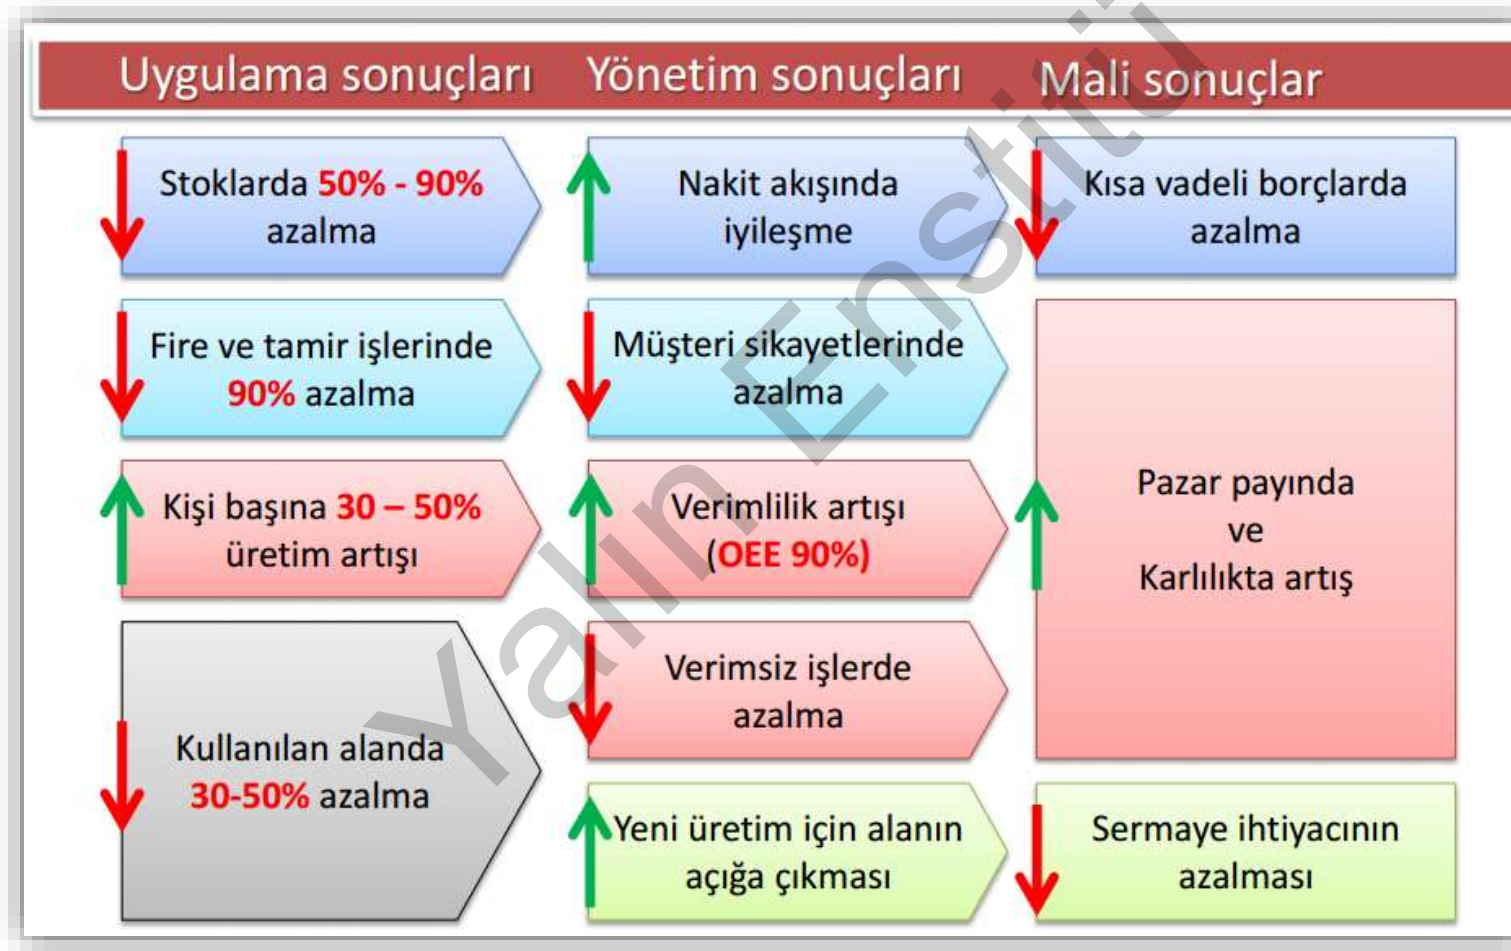 Uygulama sonuçları
Yönetim sonuçları
Mali sonuçlar
Stoklarda 50% - 90%
azalma
Nakit akışında
iyileşme
Kısa vadeli borçlarda
azalma
Fire ve tamir işlerinde
90% azalma
Müşteri sikayetlerinde
azalma
Kişi başına 30 – 50%
üretim artışı
Verimlilik artışı
(OEE 90%)
Pazar payında
ve
Karlılıkta artış
Kullanılan alanda
30-50% azalma
Verimsiz işlerde
azalma
Yeni üretim için alanın
açığa çıkması
Sermaye ihtiyacının
azalması
Yalın Enstitü